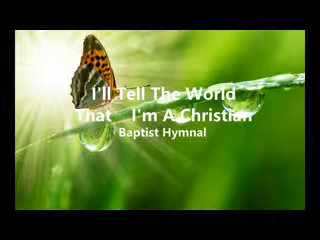 I'll Tell The World
That I'm A Christian
Baptist Hymnal